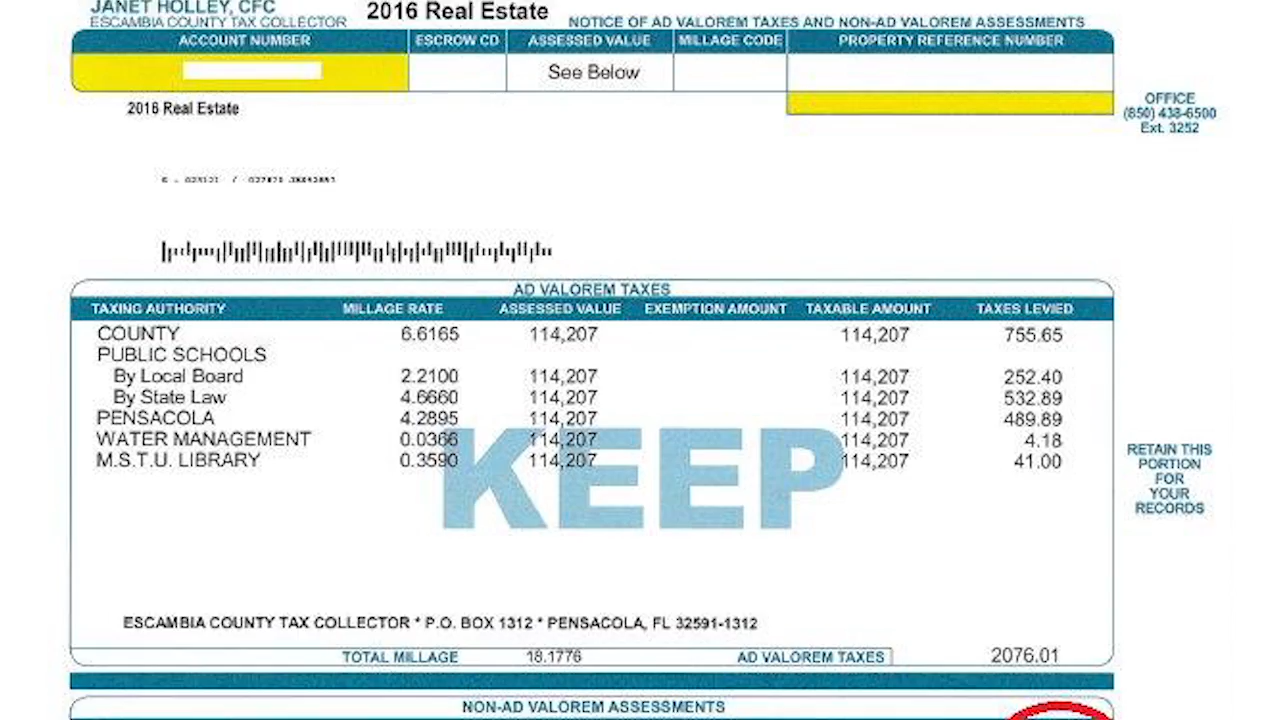 JANET HOLLEY, CFC
ESCAMBIA COUNTY TAX COLLECTOR
2016 Real Estate
NOTICE OF AD VALOREM TAXES AND NON-AD VALOREM ASSESSMENTS
ACCOUNT NUMBER ESCROW CD ASSESSED VALUE MILLAGE CODE PROPERTY REFERENCE NUMBER
See Below
2016 Real Estate
OFFICE
(850) 438-6500
Ext. 3252
AD VALOREM TAXES
TAXING AUTHORITY MILLAGE RATE ASSESSED VALUE EXEMPTION AMOUNT TAXABLE AMOUNT TAXES LEVIED
COUNTY 6.6165 114,207 114,207 755.65
PUBLIC SCHOOLS
By Local Board 2.2100 114,207 114,207 252.40
By State Law 4.6660 114,207 114,207 532.89
PENSACOLA 4.2895 114,207 114,207 489.89
WATER MANAGEMENT 0.0366 114,207 114,207 4.18
M.S.T.U. LIBRARY 0.3590 114,207 114,207 41.00
KEEP
RETAIN THIS
PORTION
FOR
YOUR
RECORDS
ESCAMBIA COUNTY TAX COLLECTOR * P.O. BOX 1312 * PENSACOLA, FL 32591-1312
TOTAL MILLAGE 18.1776 AD VALOREM TAXES 2076.01
NON-AD VALOREM ASSESSMENTS